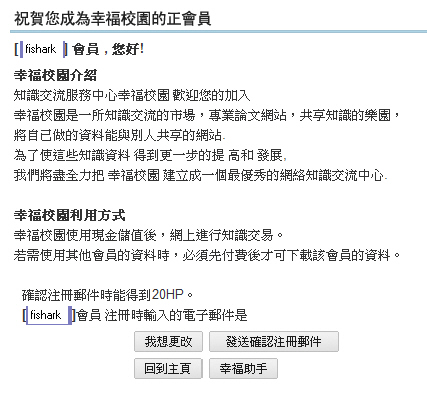 祝賀您成為幸福校園的正會員
[ fishark ] 會員 , 您好!
幸福校園介紹
知識交流服務中心幸福校園 歡迎您的加入
幸福校園是一所知識交流的市場，專業論文網站，共享知識的樂園，
將自己做的資料能與別人共享的網站.
為了使這些知識資料 得到更一步的提 高和 發展,
我們將盡全力把 幸福校園 建立成一個最優秀的網絡知識交流中心.
幸福校園利用方式
幸福校園使用現金儲值後，網上進行知識交易。
若需使用其他會員的資料時，必須先付費後才可下載該會員的資料。
確認注冊郵件時能得到20HP。
[ fishark ]會員 注冊時輸入的電子郵件是
我想更改 發送確認注冊郵件
回到主頁 幸福助手